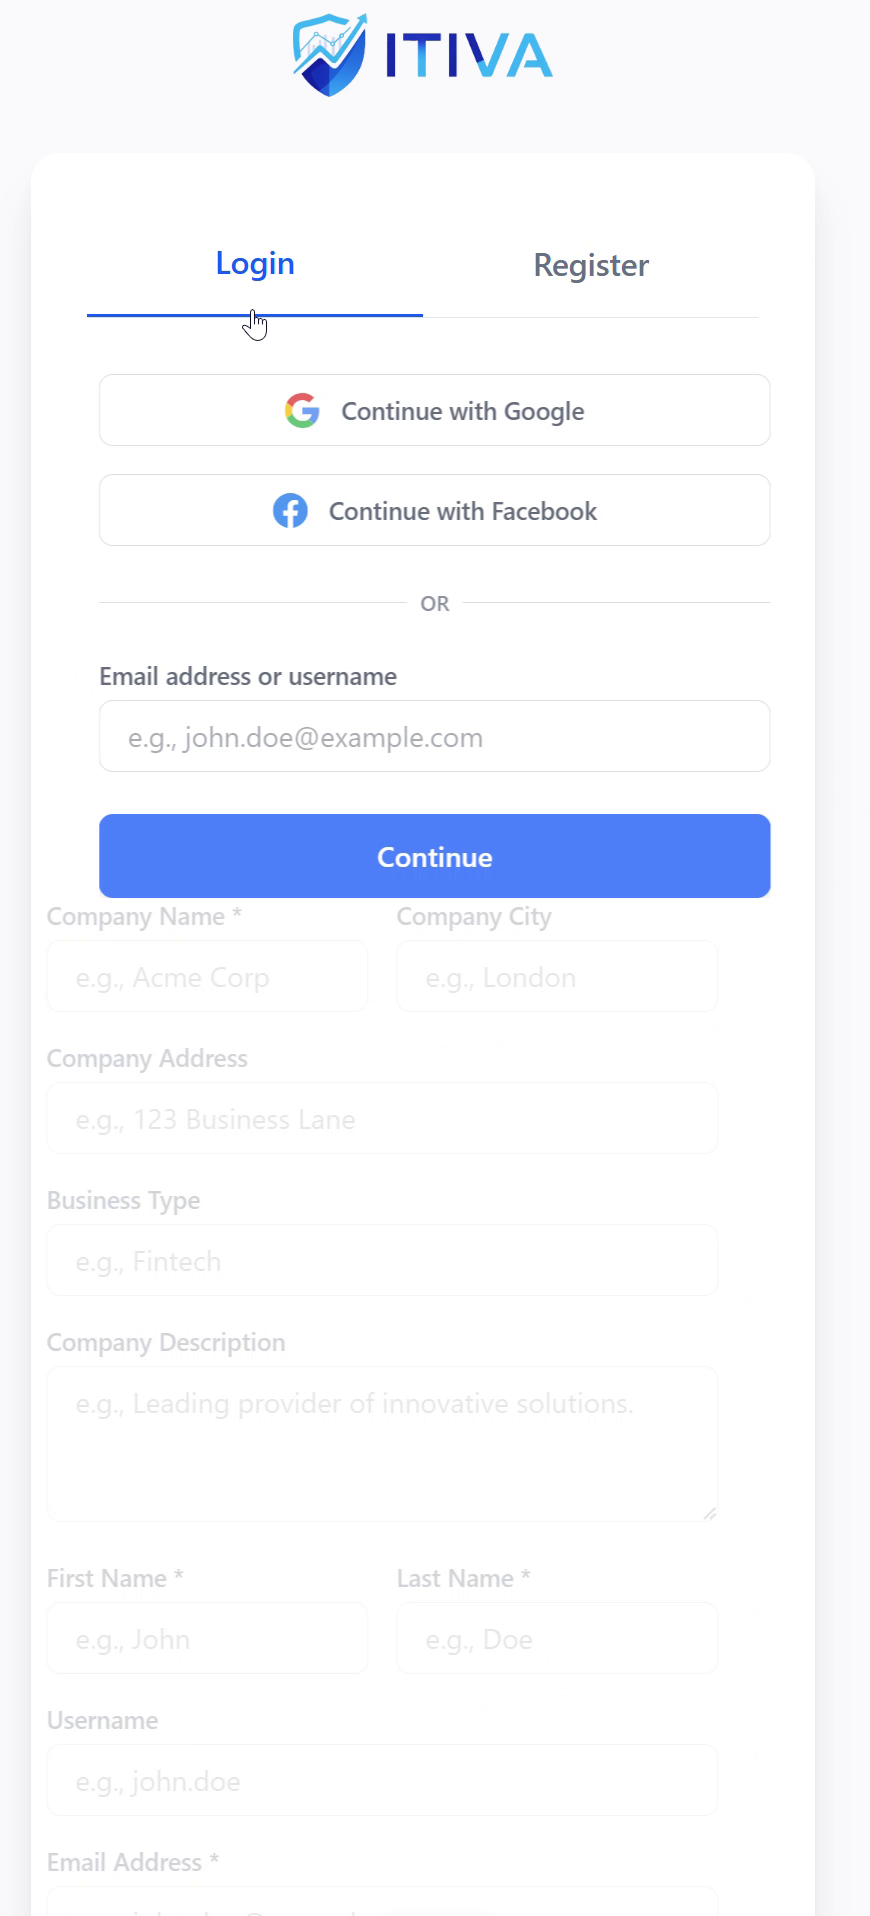 ITIVA
Login Register
Continue with Google
Continue with Facebook
OR
Email address or username
e.g., john.doe@example.com
Continue
Company Name * Company City
e.g., Acme Corp e.g., London
Company Address
e.g., 123 Business Lane
Business Type
e.g., Fintech
Company Description
e.g., Leading provider of innovative solutions.
First Name * Last Name *
e.g., John e.g., Doe
Username
e.g., john.doe
Email Address *